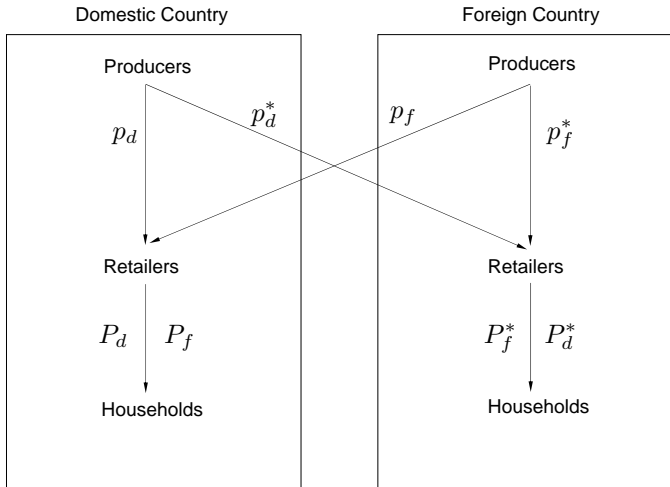 Domestic Country
Foreign Country
Producers
Producers
p_d
p_d^*
p_f
p_f^*
Retailers
Retailers
P_d
P_f
P_f^*
P_d^*
Households
Households